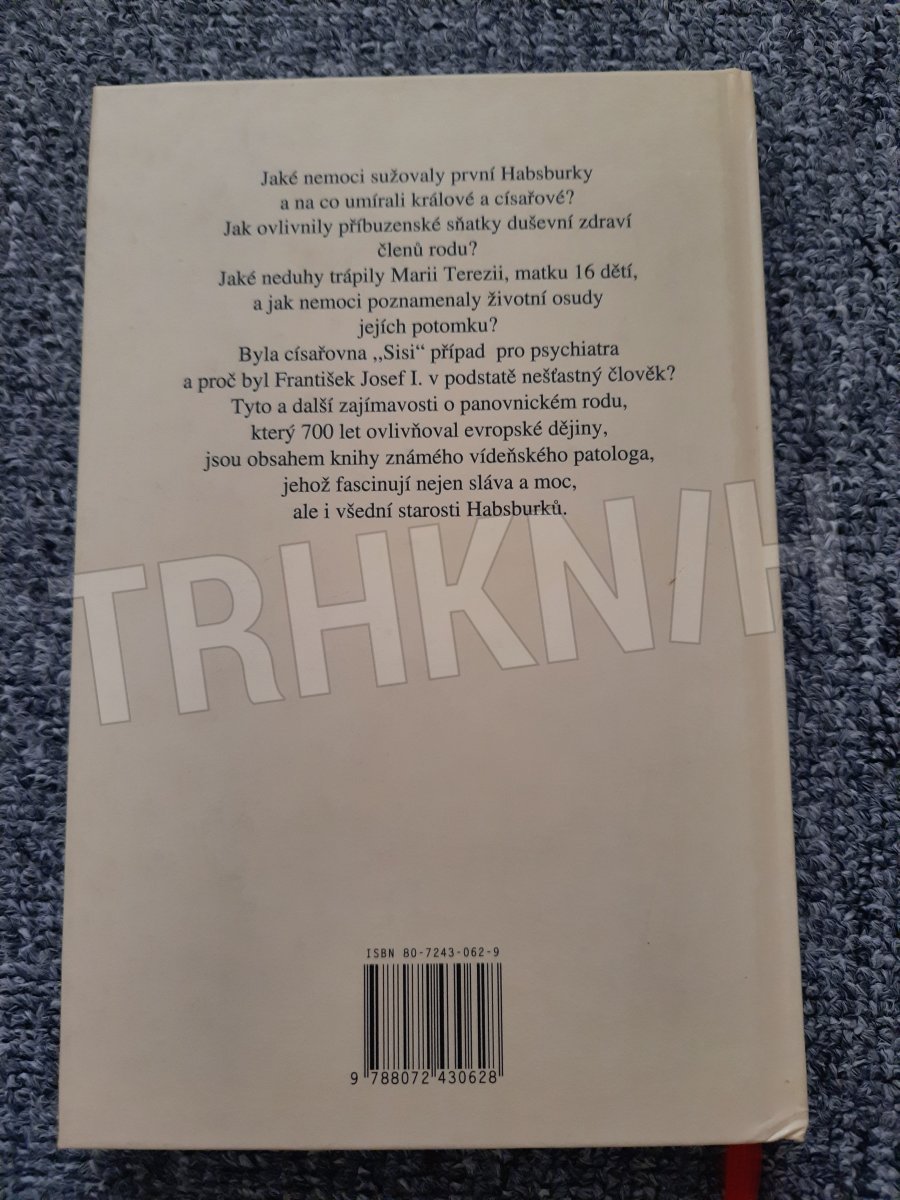 Jaké nemoci sužovaly první Habsburky
a na co umírali králové a císařové?
Jak ovlivnily příbuzenské sňatky duševní zdraví
členů rodu?
Jaké neduhy trápily Marii Terezii, matku 16 dětí,
a jak nemoci poznamenaly životní osudy
jejích potomku?
Byla císařovna „Sisi“ případ pro psychiatra
a proč byl František Josef I. v podstatě nešťastný člověk?
Tyto a další zajímavosti o panovnickém rodu,
který 700 let ovlivňoval evropské dějiny,
jsou obsahem knihy známého vídeňského patologa,
jehož fascinují nejen sláva a moc,
ale i všední starosti Habsburků.
TRHKNIH
ISBN 80-7243-062-9
9 788072 430628